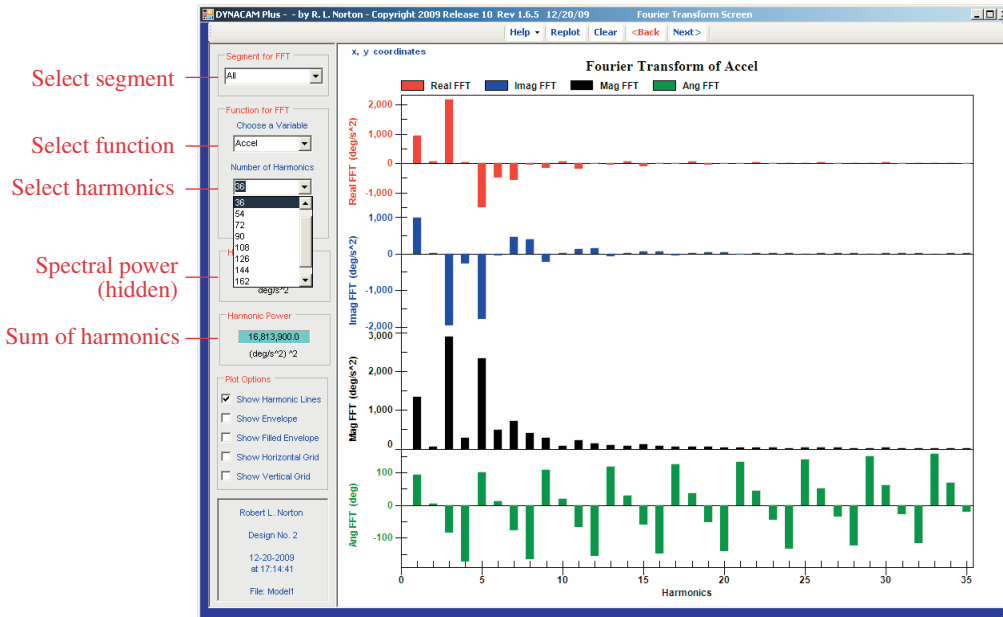 DYNACAM Plus - - by R. L. Norton - Copyright 2009 Release 10 Rev 1.6.5 12/20/09 Fourier Transform Screen
Help Replot Clear <Back Next>
Select segment
Select function
Select harmonics
Spectral power
(hidden)
Sum of harmonics
Segment for FFT
All
Function for FFT
Choose a Variable
Accel
Number of Harmonics
36
36
54
72
90
108
126
144
162
H
deg/s^2
Harmonic Power
16,813,900.0
(deg/s^2) ^2
Plot Options
Show Harmonic Lines
Show Envelope
Show Filled Envelope
Show Horizontal Grid
Show Vertical Grid
Robert L. Norton
Design No. 2
12-20-2009
at 17:14:41
File: Model1
x, y coordinates
Fourier Transform of Accel
Real FFT Imag FFT Mag FFT Ang FFT
Real FFT (deg/s^2)
2,000
1,000
0
-1,000
Imag FFT (deg/s^2)
1,000
0
-1,000
-2,000
Mag FFT (deg/s^2)
3,000
2,000
1,000
0
Ang FFT (deg)
100
0
-100
0 5 10 15 20 25 30 35
Harmonics